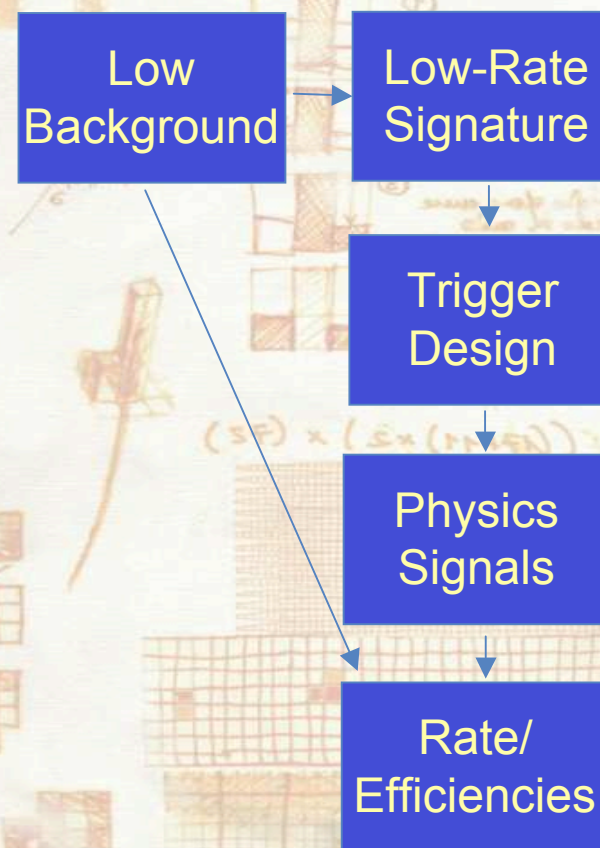 Low
Background
Low-Rate
Signature
Trigger
Design
Physics
Signals
Rate/
Efficiencies